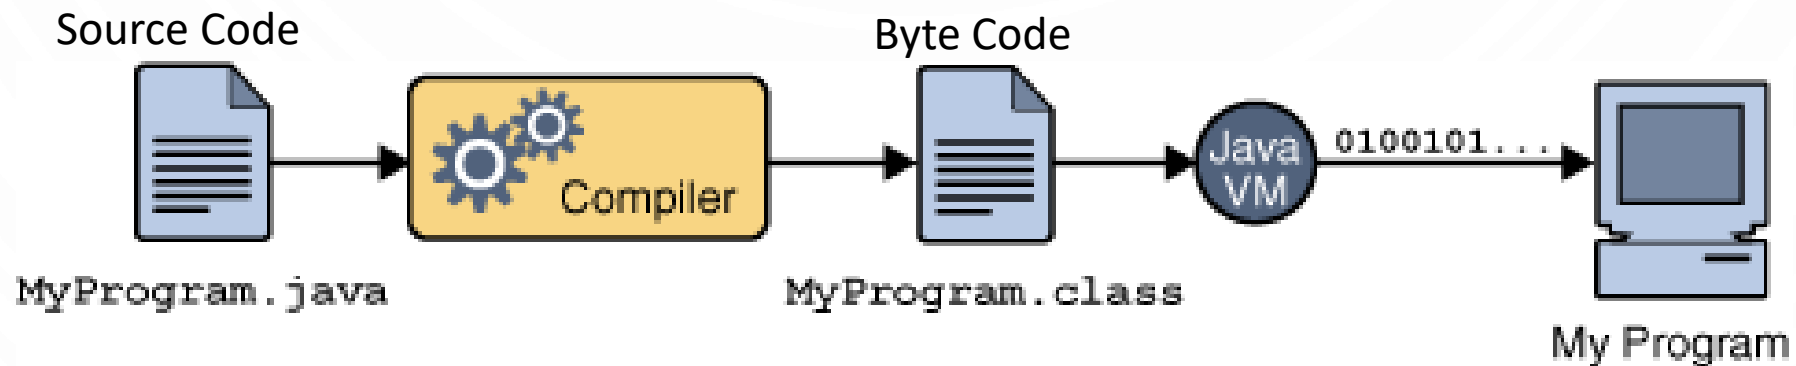 Source Code
Byte Code
Compiler
Java
VM
0100101...
MyProgram.java
MyProgram.class
My Program